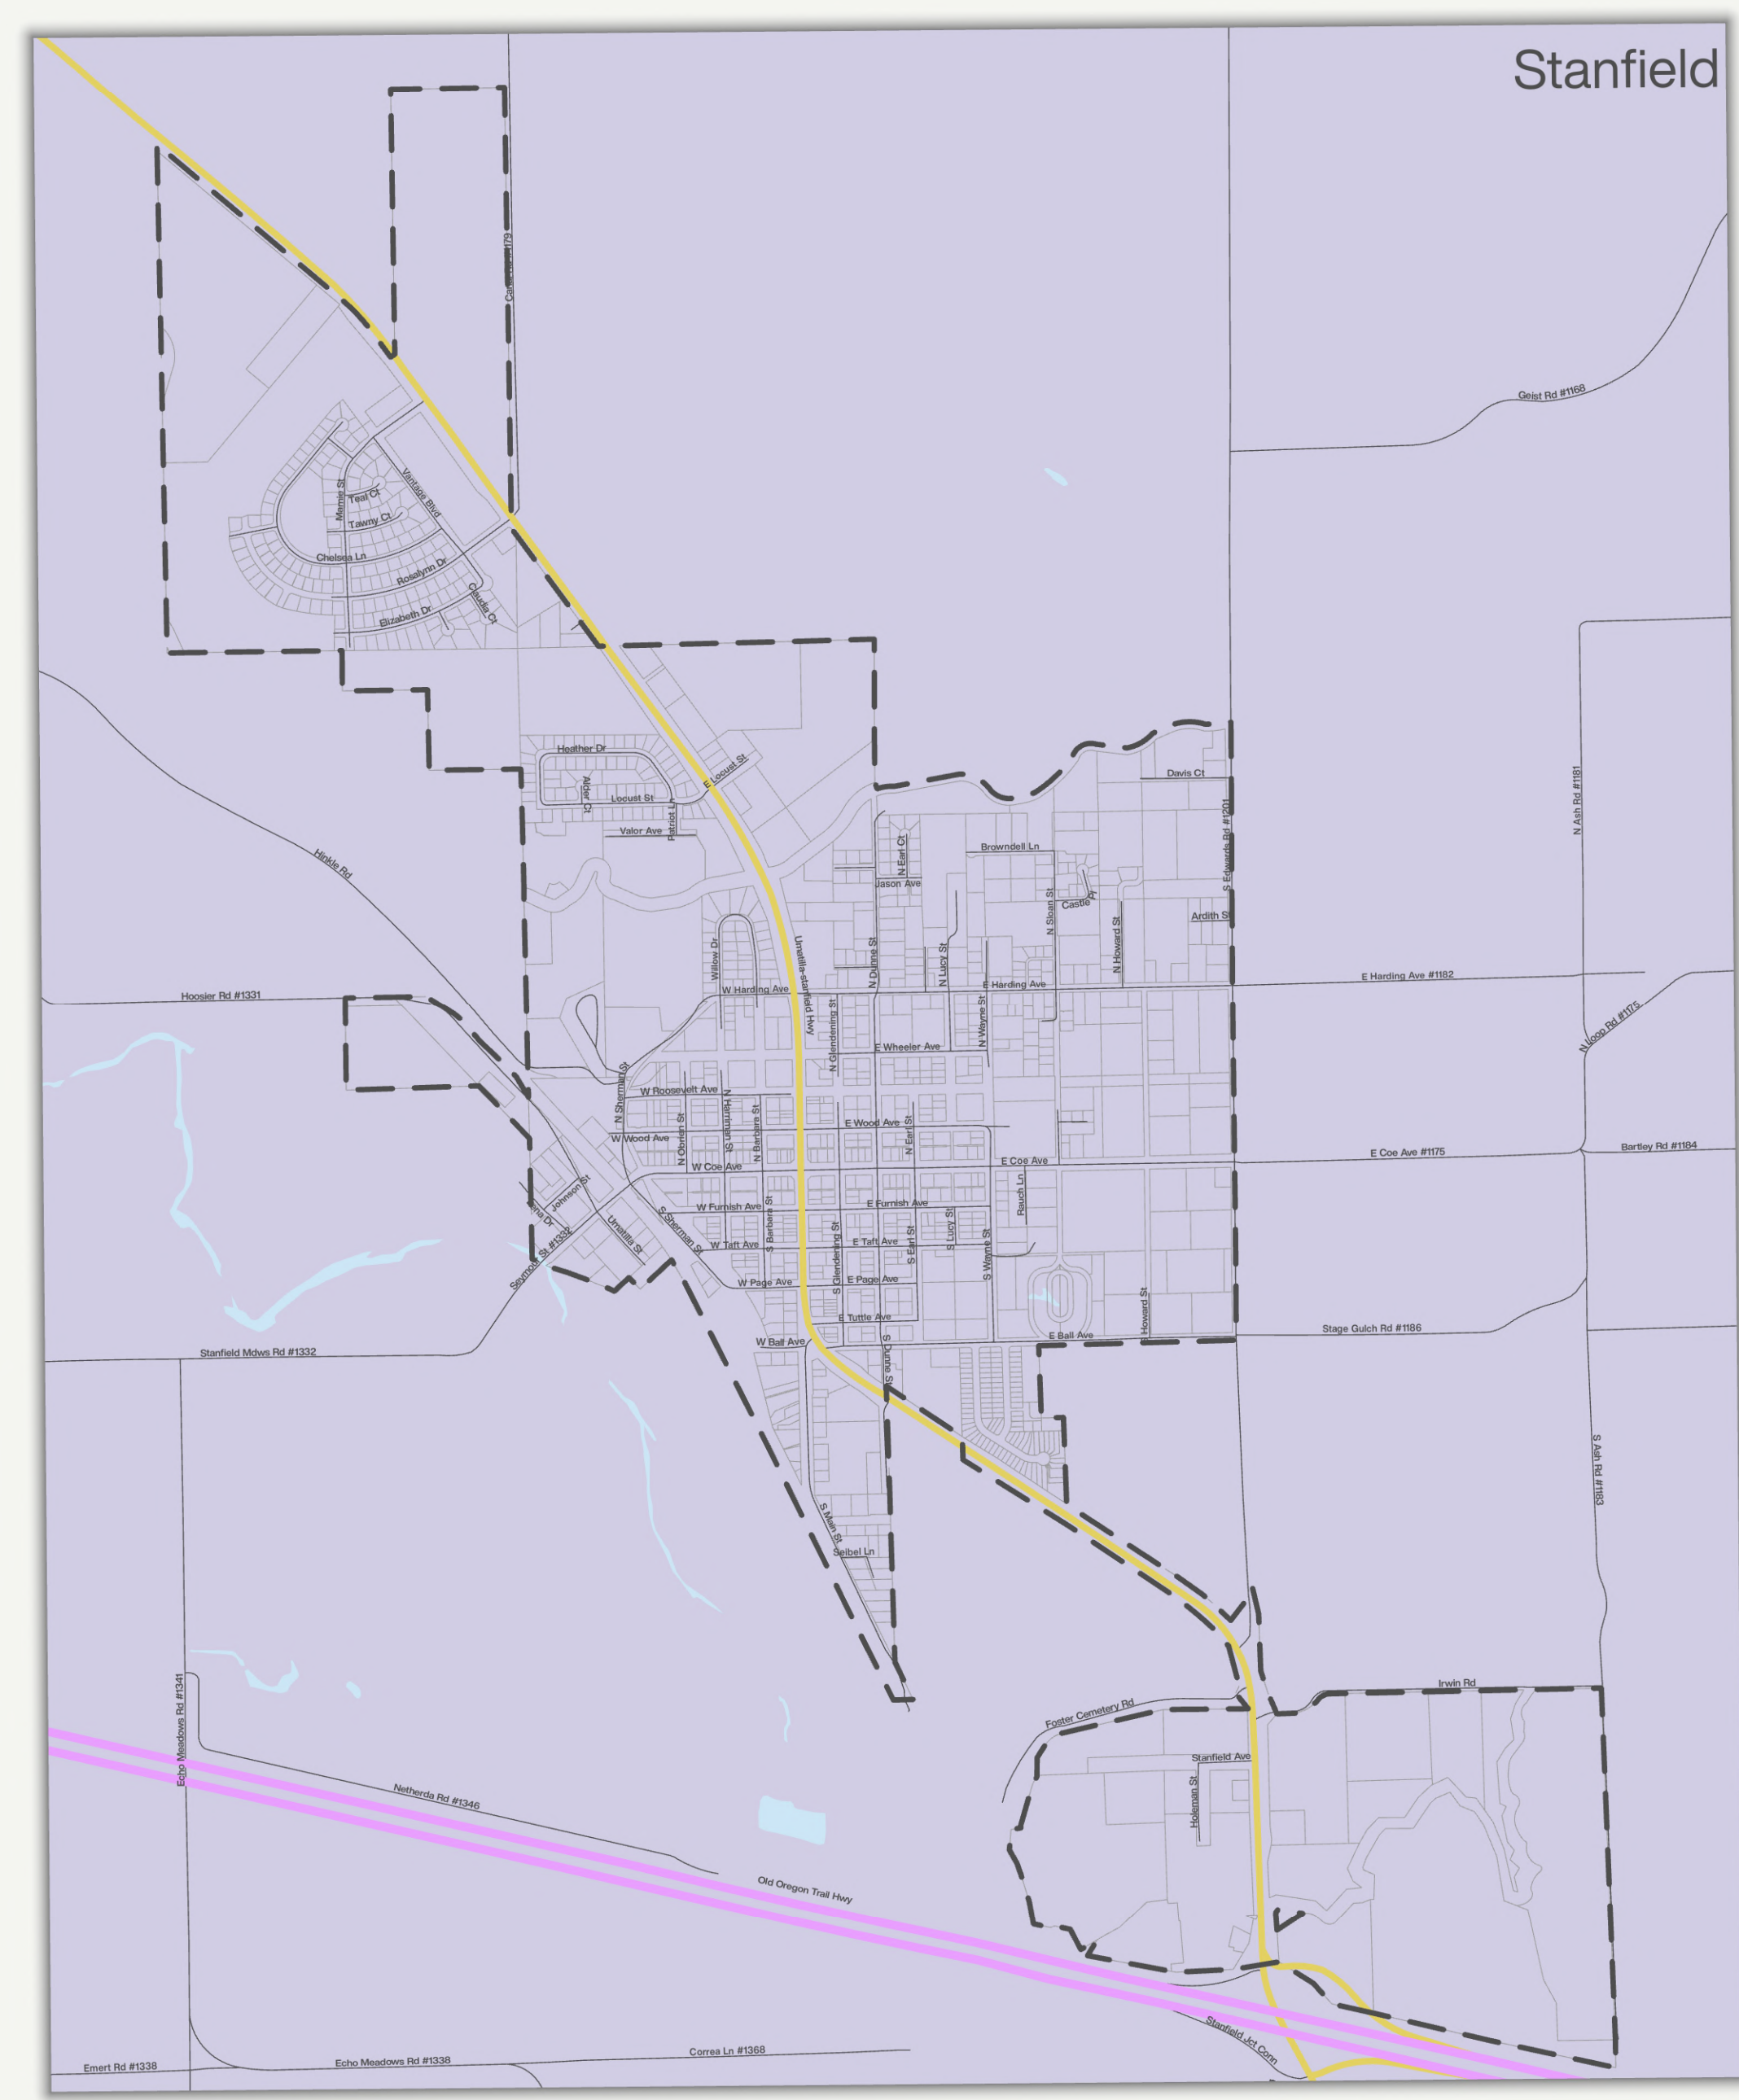 Stanfield
Geist Rd #1168
Mamie St
Teal Ct
Vantage Blvd
Tawny Ct
Chelsea Ln
Rosalynn Dr
Claudia Ct
Elizabeth Dr
N Ash Rd #1181
Heather Dr
E Locust St
Alder Ct
Locust St
Patriot Ln
Valor Ave
Davis Ct
S Edwards Rd #1201
Hinkle Rd
N Earl Ct
Browndell Ln
Jason Ave
Castle Pl
N Sloan St
Ardith St
N Howard St
Willow Dr
Umatilla-stanfield Hwy
N Dunne St
N Lucy St
E Harding Ave #1182
Hoosier Rd #1331
W Harding Ave
E Harding Ave
N Glendening St
N Wayne St
N Loop Rd #1175
E Wheeler Ave
N Sherman St
W Roosevelt Ave
N Harriman St
N Barbara St
N Obrien St
E Wood Ave
N Earl St
W Wood Ave
W Coe Ave
E Coe Ave
E Coe Ave #1175
Bartley Rd #1184
Johnson St
Umatilla St
Seymour St #1332
W Furnish Ave
E Furnish Ave
Rauch Ln
S Sherman St
S Barbara St
W Taft Ave
E Taft Ave
S Earl St
S Lucy St
S Wayne St
S Glendening St
W Page Ave
E Page Ave
E Tuttle Ave
S Howard St
W Ball Ave
E Ball Ave
Stage Gulch Rd #1186
Stanfield Mdws Rd #1332
S Dunne St
S Ash Rd #1183
S Main St
Seibel Ln
Irwin Rd
Foster Cemetery Rd
Stanfield Ave
Holeman St
Echo Meadows Rd #1341
Netherda Rd #1346
Old Oregon Trail Hwy
Stanfield Jct Conn
Emert Rd #1338
Echo Meadows Rd #1338
Correa Ln #1368